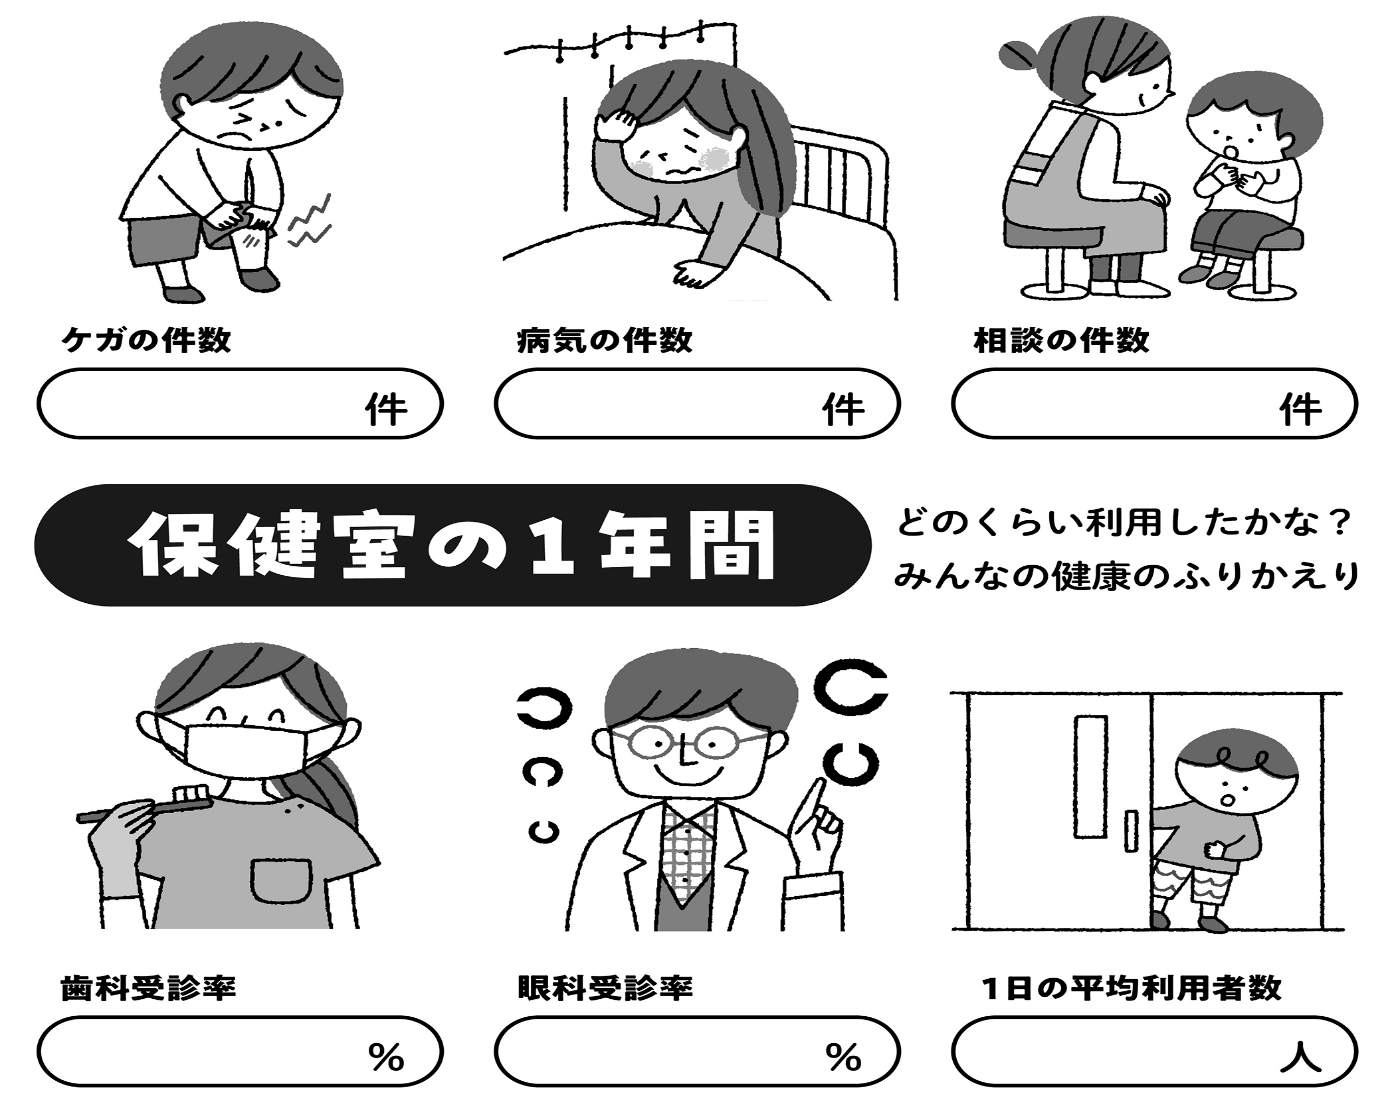 ケガの件数
件
病気の件数
件
相談の件数
件
保健室の1年間
どのくらい利用したかな？
みんなの健康のふりかえり
歯科受診率
%
眼科受診率
%
1日の平均利用者数
人